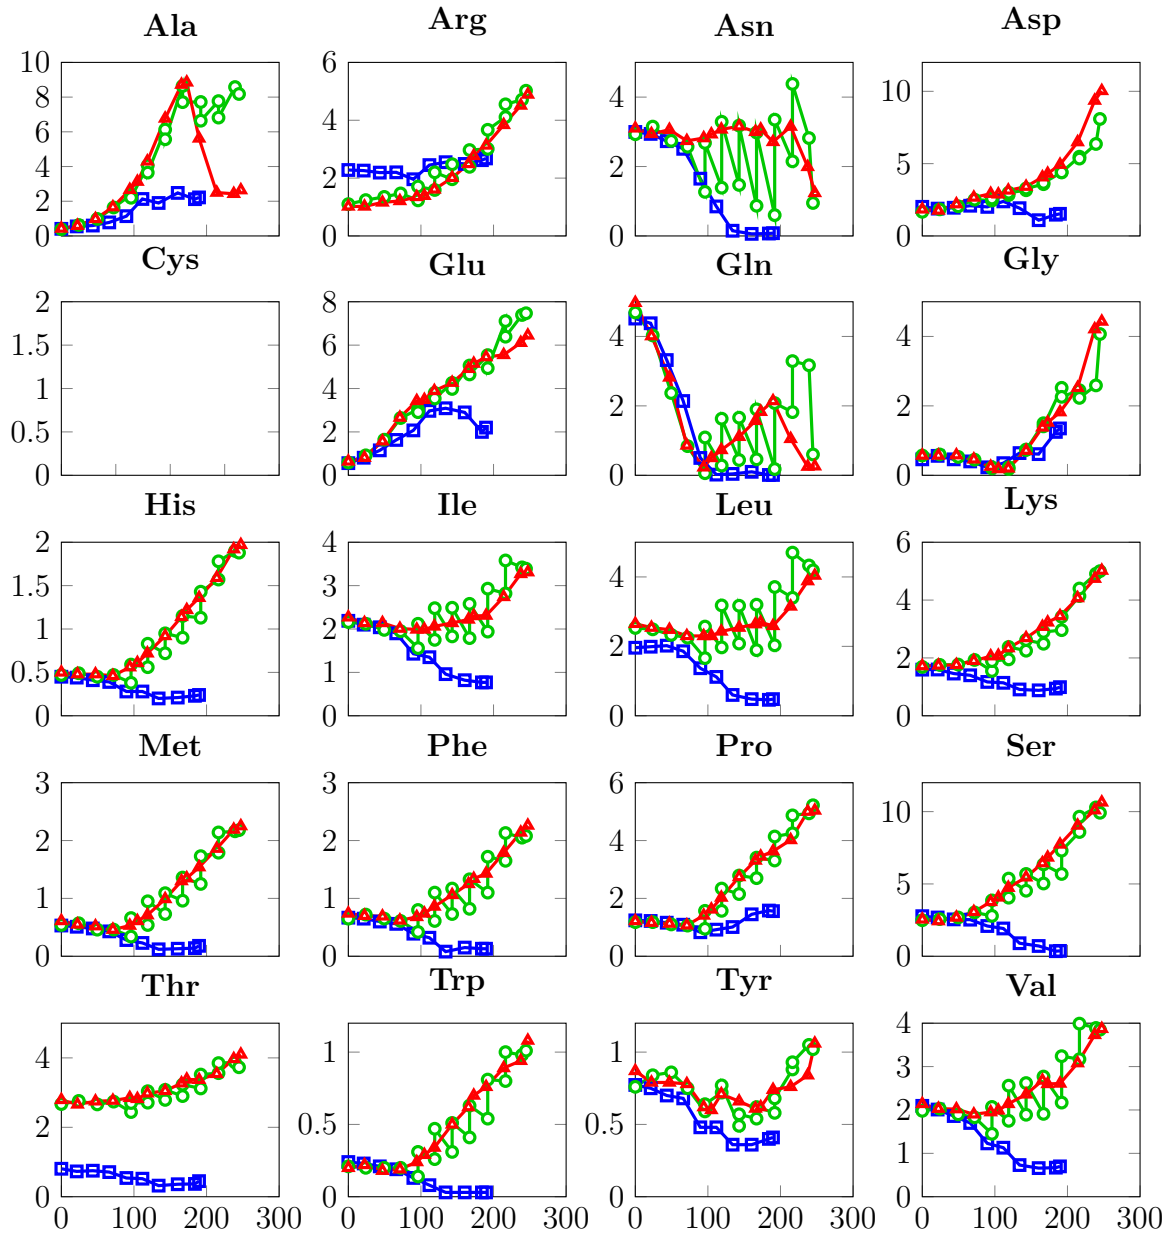 Ala Arg Asn Asp
10 6 4 10
8 4 2 5
6 2 0 0
4 0
2
0
Cys Glu Gln Gly
2 8 4 4
1.5 6 2 2
1 4 0 0
0.5 2
0 0
His Ile Leu Lys
2 4 4 6
1.5 3 2 4
1 2 0 2
0.5 1 0
0 0
Met Phe Pro Ser
3 3 6 10
2 2 4 5
1 1 2 0
0 0 0
Thr Trp Tyr Val
4 1 1 4
2 0.5 0.5 3
0 0 0 2
1
0
0 100 200 300 0 100 200 300 0 100 200 300 0 100 200 300